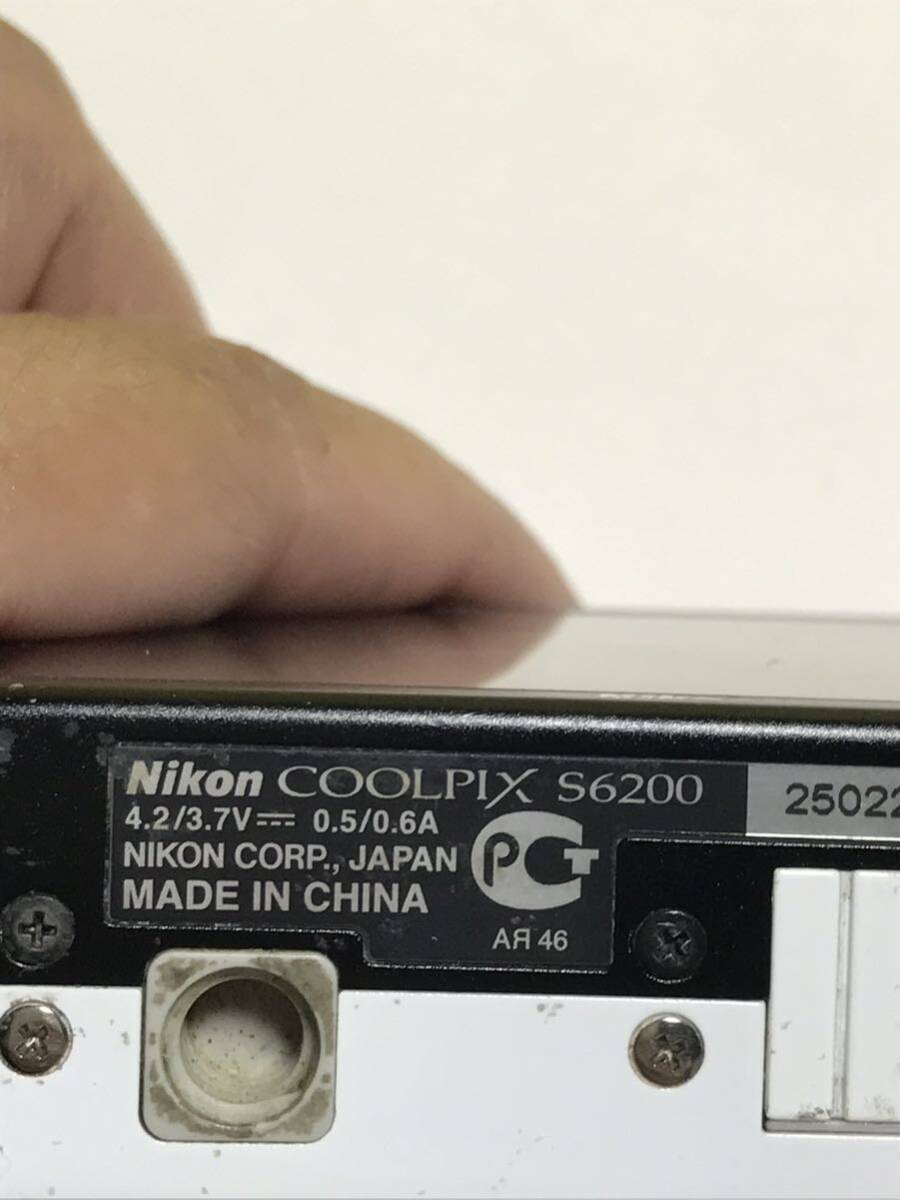 Nikon COOLPIX S6200
4.2/3.7V⎓ 0.5/0.6A
NIKON CORP., JAPAN
MADE IN CHINA
PCT
АЯ 46
25022